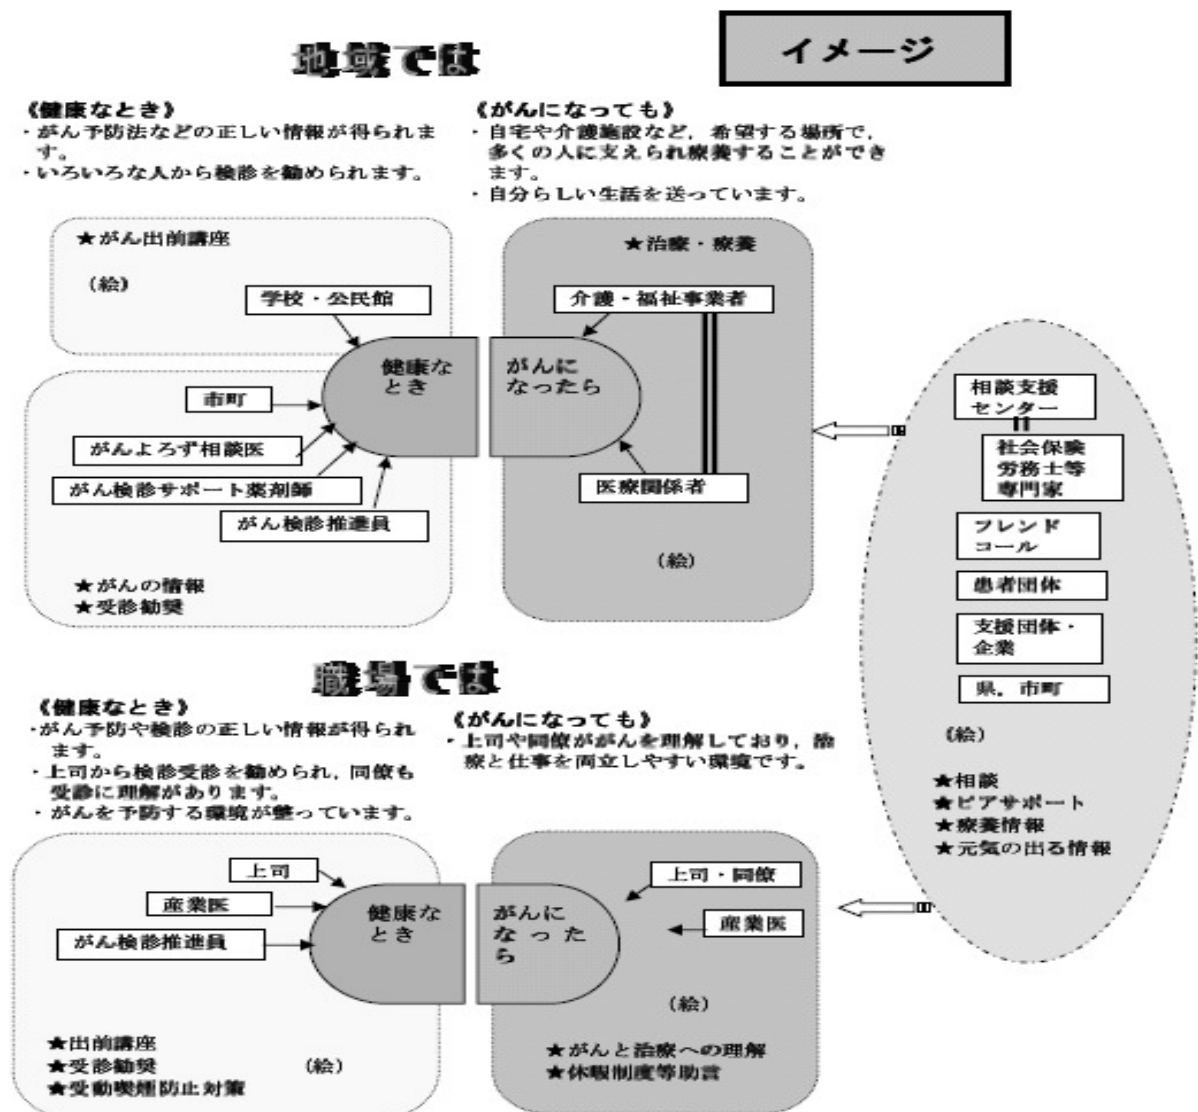 地域では
イメージ
《健康なとき》
・がん予防法などの正しい情報が得られま
す。
・いろいろな人から検診を勧められます。
《がんになっても》
・自宅や介護施設など，希望する場所で，
多くの人に支えられ療養することができ
ます。
・自分らしい生活を送っています。
★がん出前講座
（絵）
学校・公民館
健康な
とき
市町
がんよろず相談医
がん検診サポート薬剤師
がん検診推進員
★がんの情報
★受診勧奨
★治療・療養
介護・福祉事業者
がんに
なったら
医療関係者
（絵）
相談支援
センター
社会保険
労務士等
専門家
フレンド
コール
患者団体
支援団体・
企業
県，市町
（絵）
★相談
★ピアサポート
★療養情報
★元気の出る情報
職場では
《健康なとき》
・がん予防や検診の正しい情報が得られ
ます。
・上司から検診受診を勧められ，同僚も
受診に理解があります。
・がんを予防する環境が整っています。
《がんになっても》
・上司や同僚ががんを理解しており，治
療と仕事を両立しやすい環境です。
上司
産業医
がん検診推進員
健康な
とき
★出前講座
★受診勧奨
（絵）
★受動喫煙防止対策
がんに
なったら
上司・同僚
産業医
（絵）
★がんと治療への理解
★休暇制度等助言